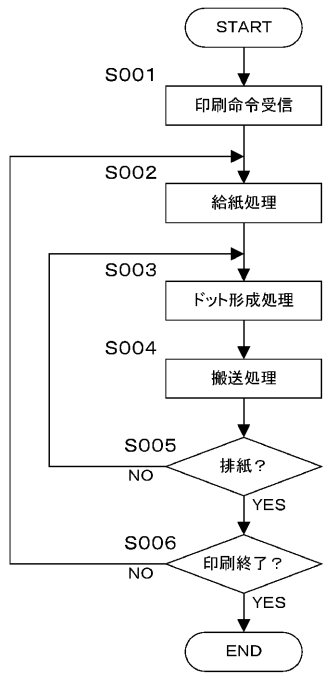 START
S001
印刷命令受信
S002
給紙処理
S003
ドット形成処理
S004
搬送処理
S005
排紙？
NO
YES
S006
印刷終了？
NO
YES
END